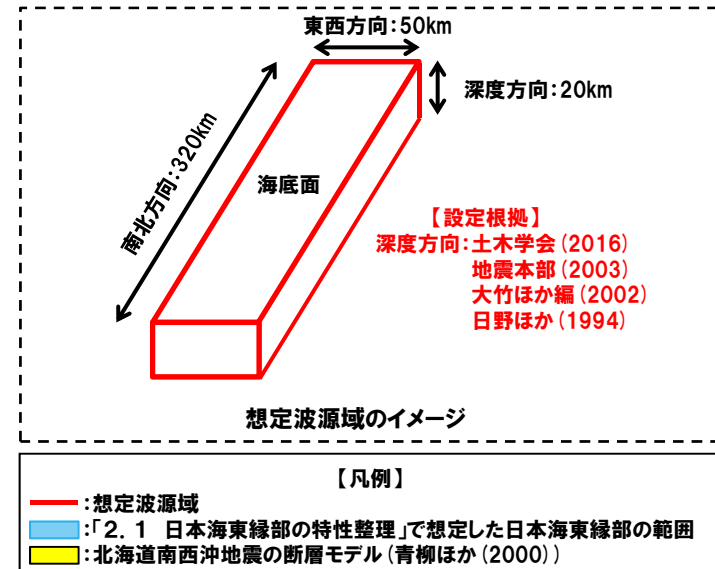 東西方向:50km
深度方向:20km
南北方向:320km
海底面
【設定根拠】
深度方向:土木学会(2016)
地震本部(2003)
大竹ほか編(2002)
日野ほか(1994)
想定波源域のイメージ
【凡例】
:想定波源域
:「2.1 日本海東縁部の特性整理」で想定した日本海東縁部の範囲
:北海道南西沖地震の断層モデル(青柳ほか(2000))